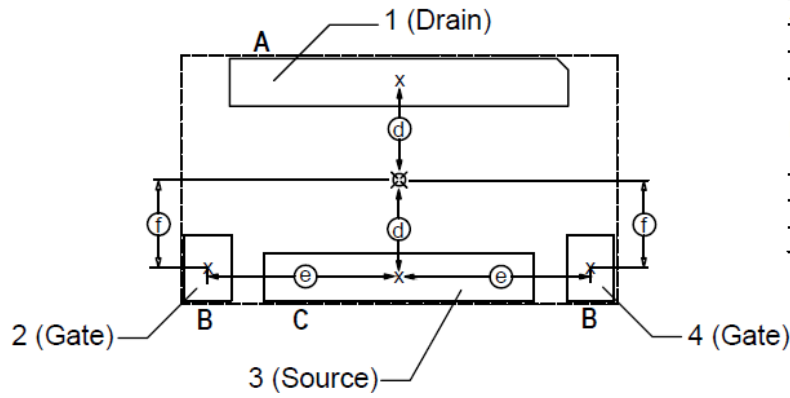 1 (Drain)
A
x
d
f
f
d
x
e
x
e
x
2 (Gate)
B
C
B
4 (Gate)
3 (Source)